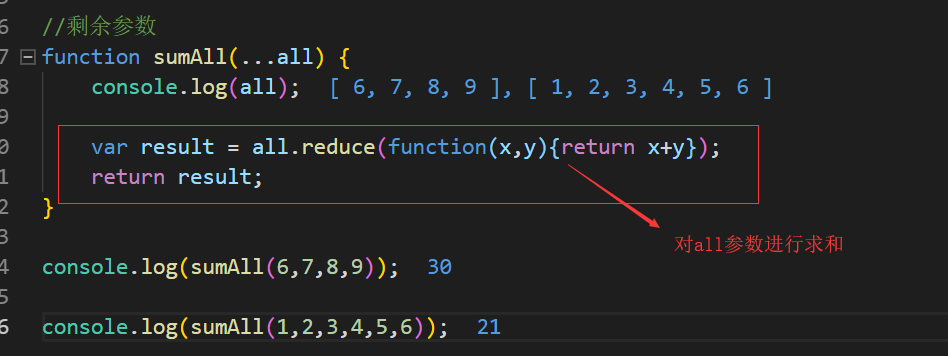 6 //剩余参数
7 function sumAll(...all) {
8 console.log(all); [ 6, 7, 8, 9 ], [ 1, 2, 3, 4, 5, 6 ]
9
0 var result = all.reduce(function(x,y){return x+y});
1 return result;
2 }
3 对all参数进行求和
4 console.log(sumAll(6,7,8,9)); 30
5
6 console.log(sumAll(1,2,3,4,5,6)); 21